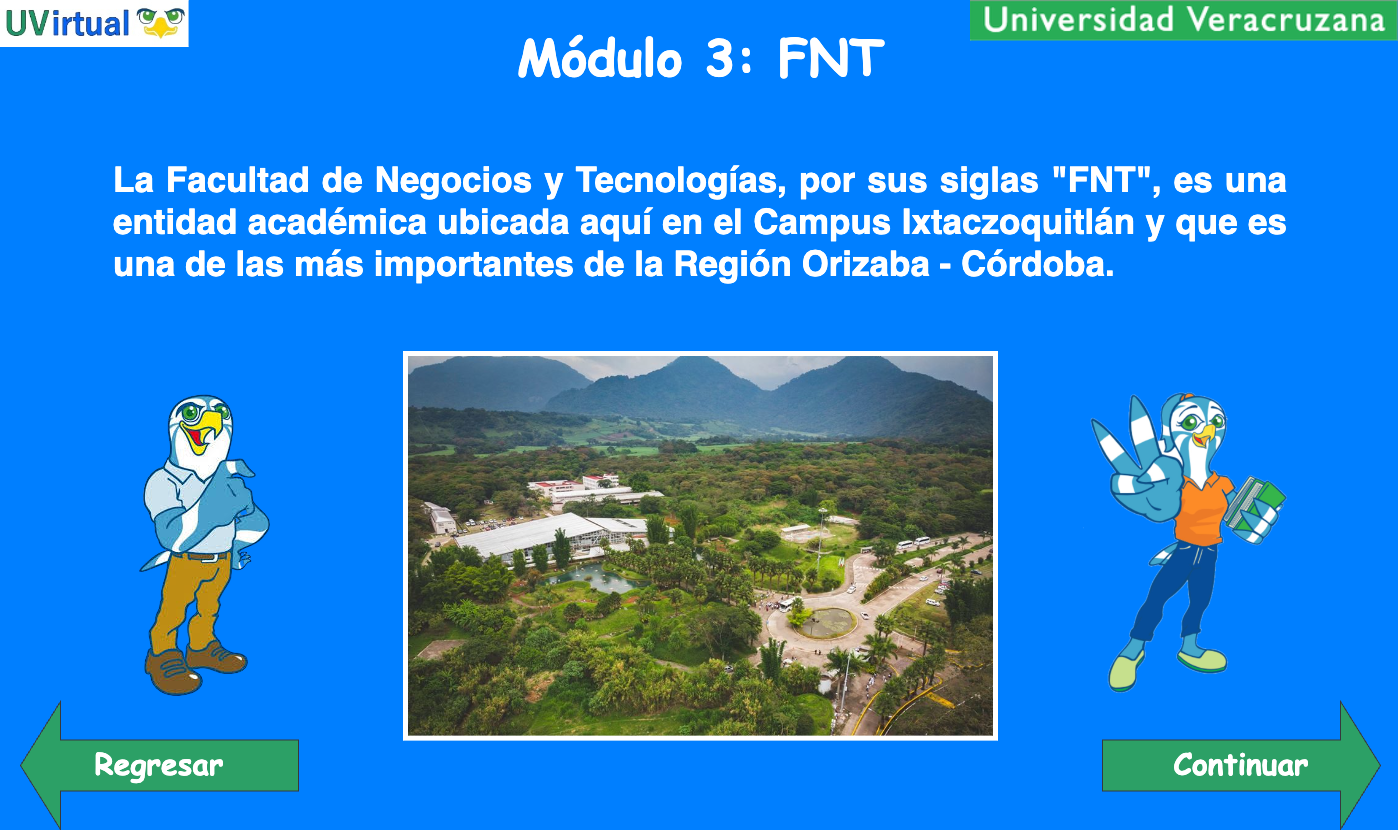 UVirtual
Universidad Veracruzana
Módulo 3: FNT
La Facultad de Negocios y Tecnologías, por sus siglas "FNT", es una
entidad académica ubicada aquí en el Campus Ixtaczoquitlán y que es
una de las más importantes de la Región Orizaba - Córdoba.
Regresar
Continuar